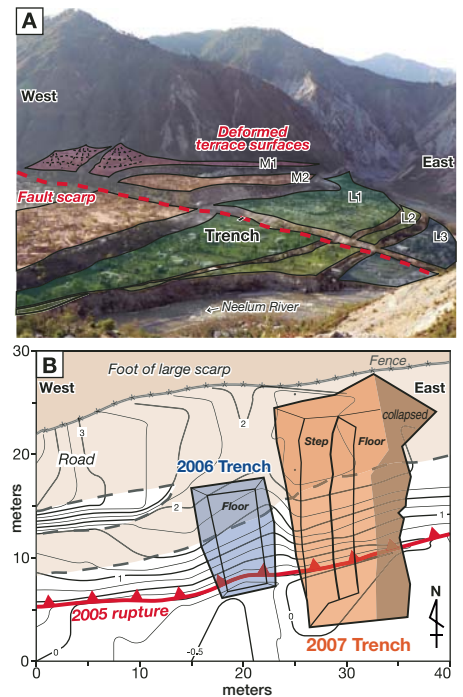 A
West
Deformed
terrace surfaces
East
M1
M2
L1
Fault scarp
L2
L3
Trench
← Neelum River
B
30
Foot of large scarp
Fence
West
East
3
2
2
collapsed
Step
Floor
20
Road
2006 Trench
meters
2
Floor
1
10
1
2005 rupture
N
0
0
2007 Trench
-0.5
0
0
10
20
30
40
meters